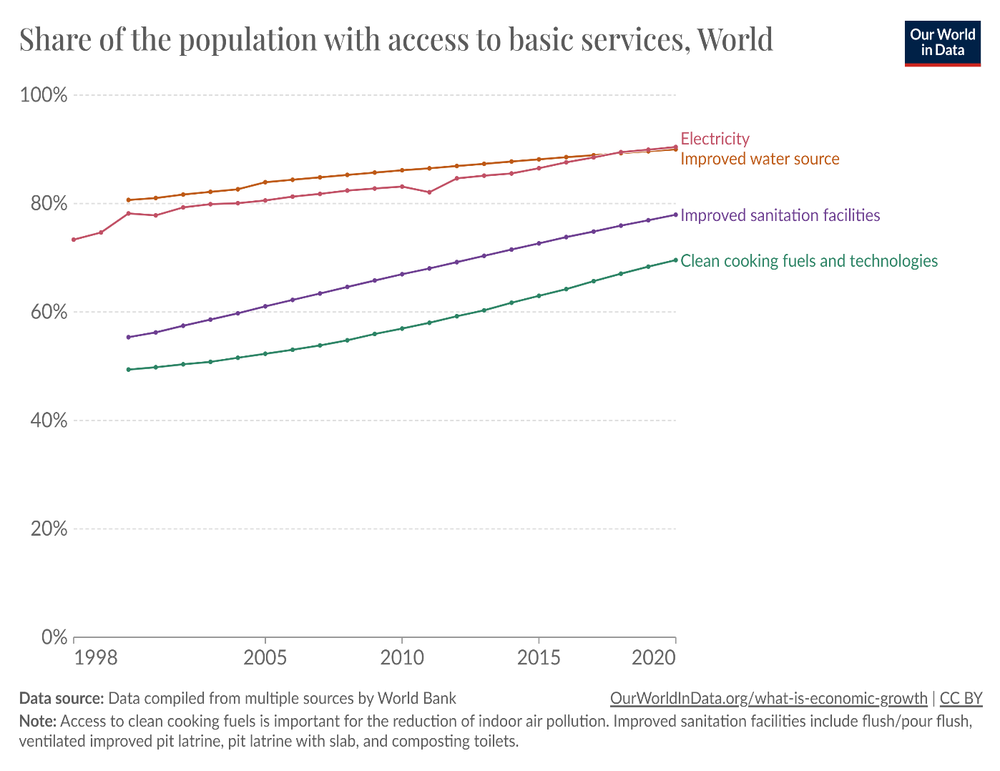 Share of the population with access to basic services, World
Our World
in Data
100%
80%
60%
40%
20%
0%
Electricity
Improved water source
Improved sanitation facilities
Clean cooking fuels and technologies
1998
2005
2010
2015
2020
Data source: Data compiled from multiple sources by World Bank
OurWorldInData.org/what-is-economic-growth | CC BY
Note: Access to clean cooking fuels is important for the reduction of indoor air pollution. Improved sanitation facilities include flush/pour flush,
ventilated improved pit latrine, pit latrine with slab, and composting toilets.